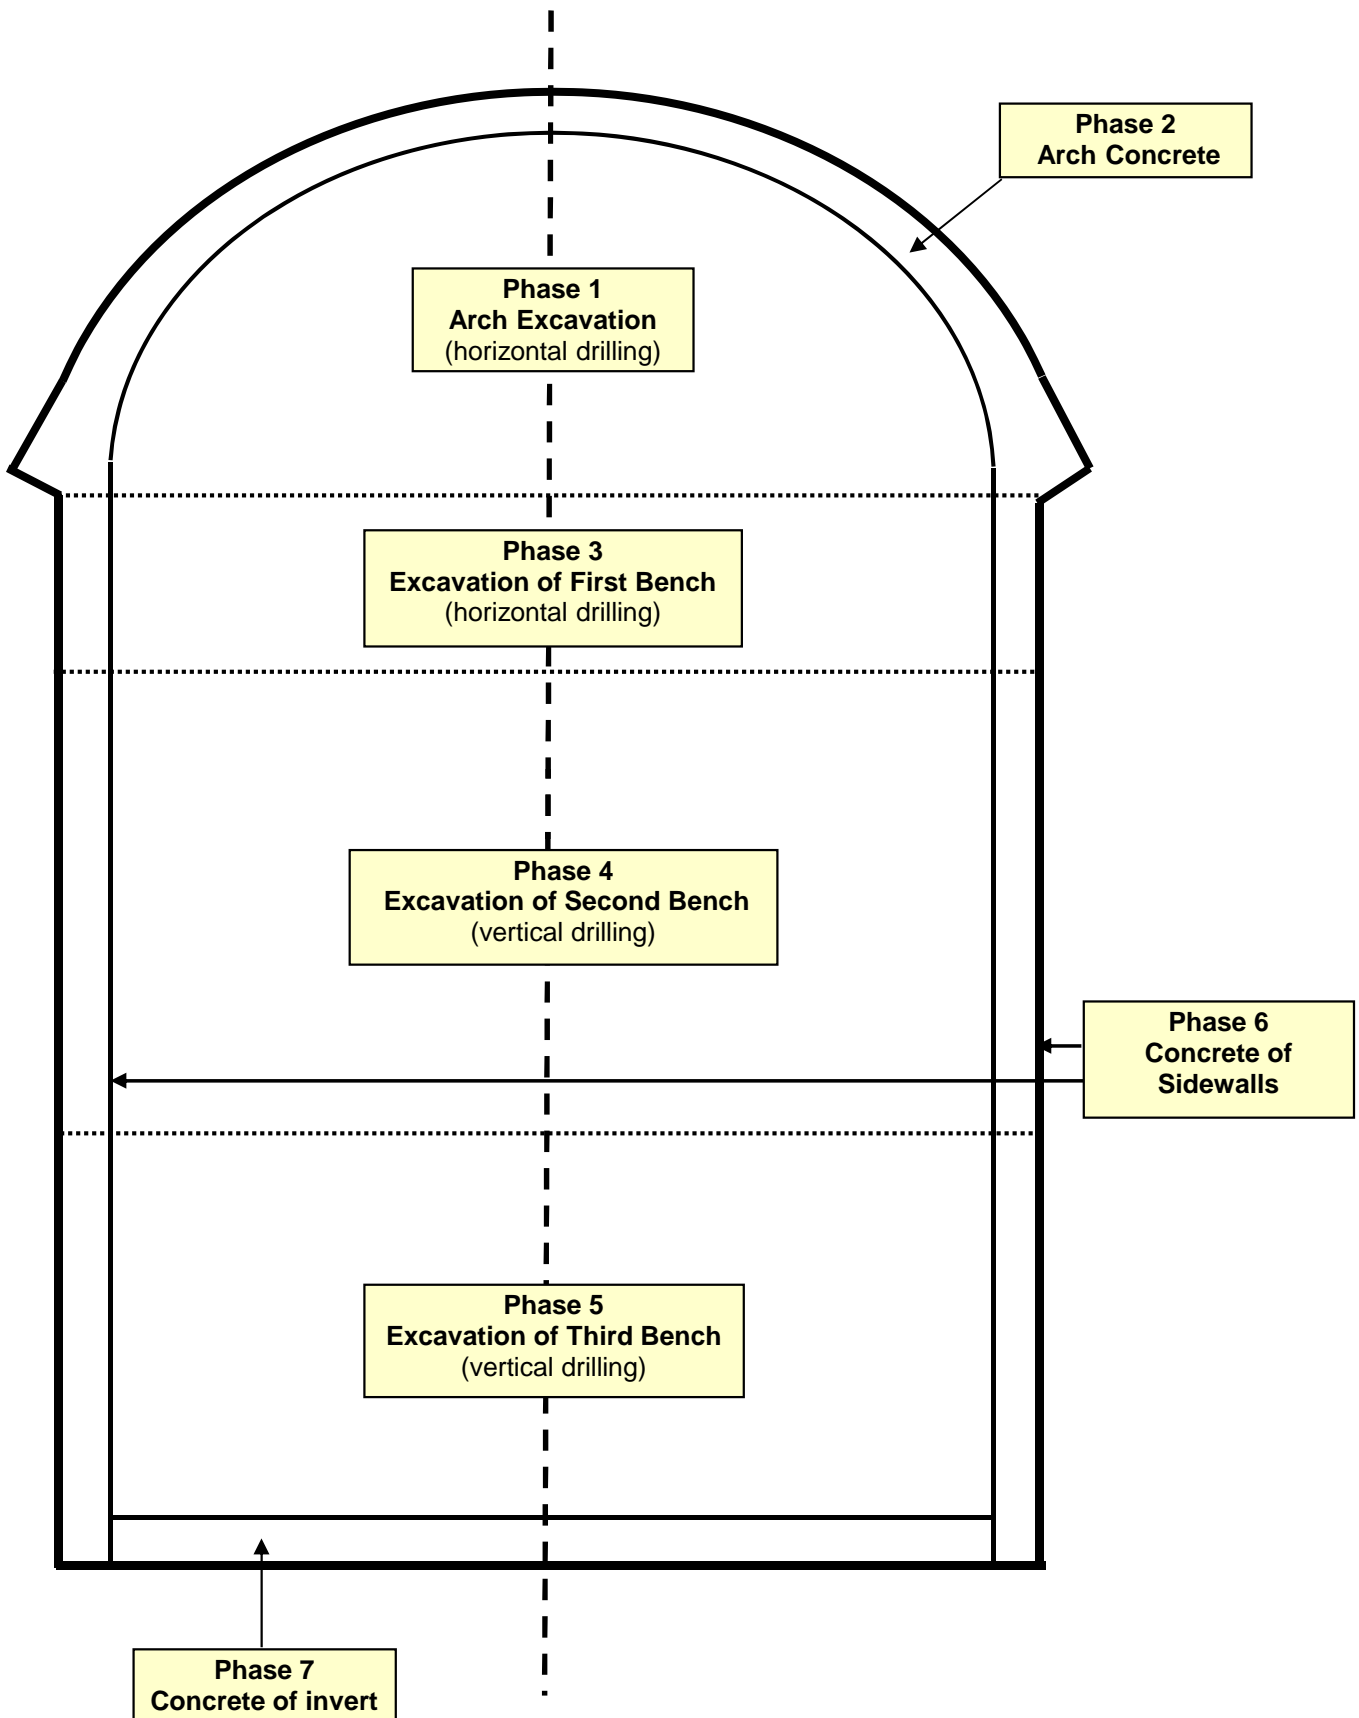 Phase 2
Arch Concrete
Phase 1
Arch Excavation
(horizontal drilling)
Phase 3
Excavation of First Bench
(horizontal drilling)
Phase 4
Excavation of Second Bench
(vertical drilling)
Phase 6
Concrete of
Sidewalls
Phase 5
Excavation of Third Bench
(vertical drilling)
Phase 7
Concrete of invert